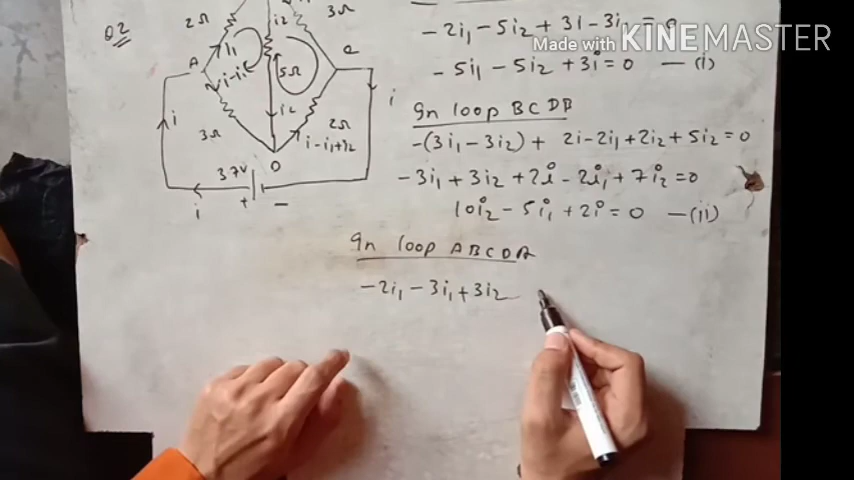 Q2
2Ω
i2
3Ω
A
i1
i-i1
5Ω
C
i
i2
i
3Ω
2Ω
i-i1+i2
D
37V
i
+
-
-2i1 - 5i2 + 3i - 3i1 = 0
-5i1 - 5i2 + 3i = 0 —(i)
In loop BCDB
-(3i1 - 3i2) + 2i - 2i1 + 2i2 + 5i2 = 0
-3i1 + 3i2 + 2i - 2i1 + 7i2 = 0
10i2 - 5i1 + 2i = 0 —(ii)
In loop ABCDA
-2i1 - 3i1 + 3i2
Made with KINEMASTER